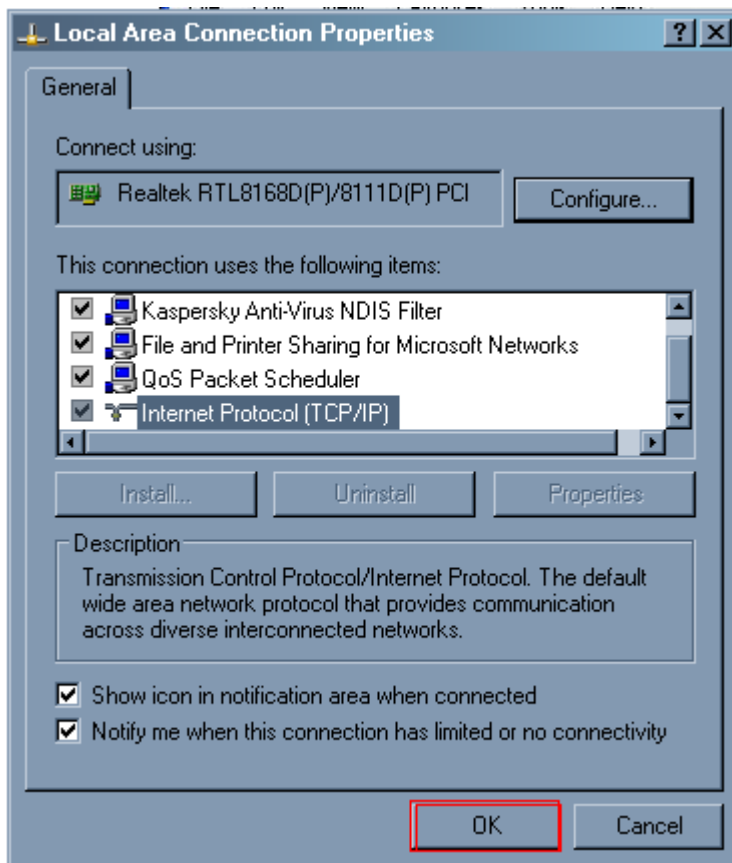 Local Area Connection Properties
General
Connect using:
Realtek RTL8168D(P)/8111D(P) PCI
Configure...
This connection uses the following items:
Kaspersky Anti-Virus NDIS Filter
File and Printer Sharing for Microsoft Networks
QoS Packet Scheduler
Internet Protocol (TCP/IP)
Install...
Uninstall
Properties
Description
Transmission Control Protocol/Internet Protocol. The default
wide area network protocol that provides communication
across diverse interconnected networks.
Show icon in notification area when connected
Notify me when this connection has limited or no connectivity
OK
Cancel